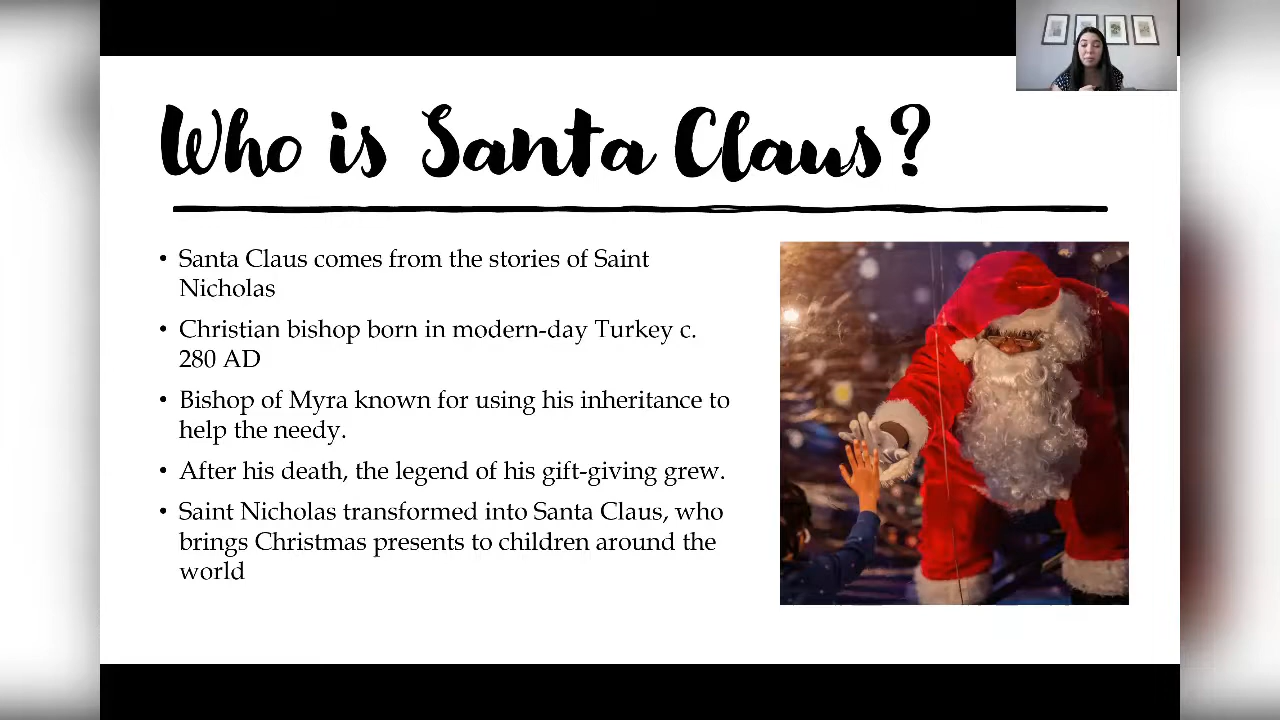 Who is Santa Claus?
• Santa Claus comes from the stories of Saint
Nicholas
• Christian bishop born in modern-day Turkey c.
280 AD
• Bishop of Myra known for using his inheritance to
help the needy.
• After his death, the legend of his gift-giving grew.
• Saint Nicholas transformed into Santa Claus, who
brings Christmas presents to children around the
world